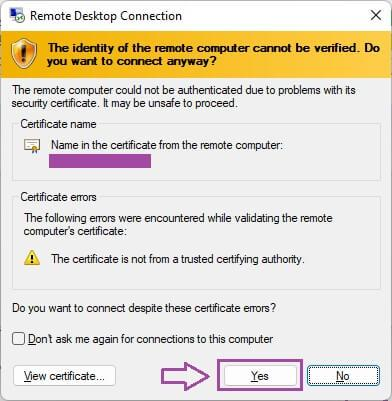 Remote Desktop Connection
The identity of the remote computer cannot be verified. Do
you want to connect anyway?
The remote computer could not be authenticated due to problems with its
security certificate. It may be unsafe to proceed.
Certificate name
Name in the certificate from the remote computer:
Certificate errors
The following errors were encountered while validating the remote
computer's certificate:
The certificate is not from a trusted certifying authority.
Do you want to connect despite these certificate errors?
Don't ask me again for connections to this computer
View certificate...
Yes
No